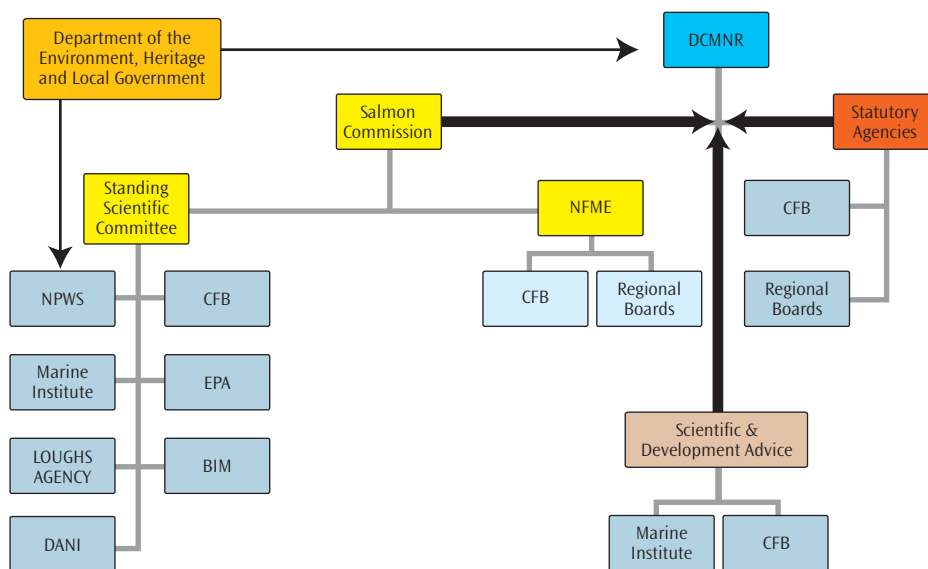 Department of the
Environment, Heritage
and Local Government
DCMNR
Salmon
Commission
Statutory
Agencies
Standing
Scientific
Committee
NFME
CFB
NPWS
CFB
CFB
Regional
Boards
Regional
Boards
Marine
Institute
EPA
Scientific &
Development Advice
LOUGHS
AGENCY
BIM
DANI
Marine
Institute
CFB